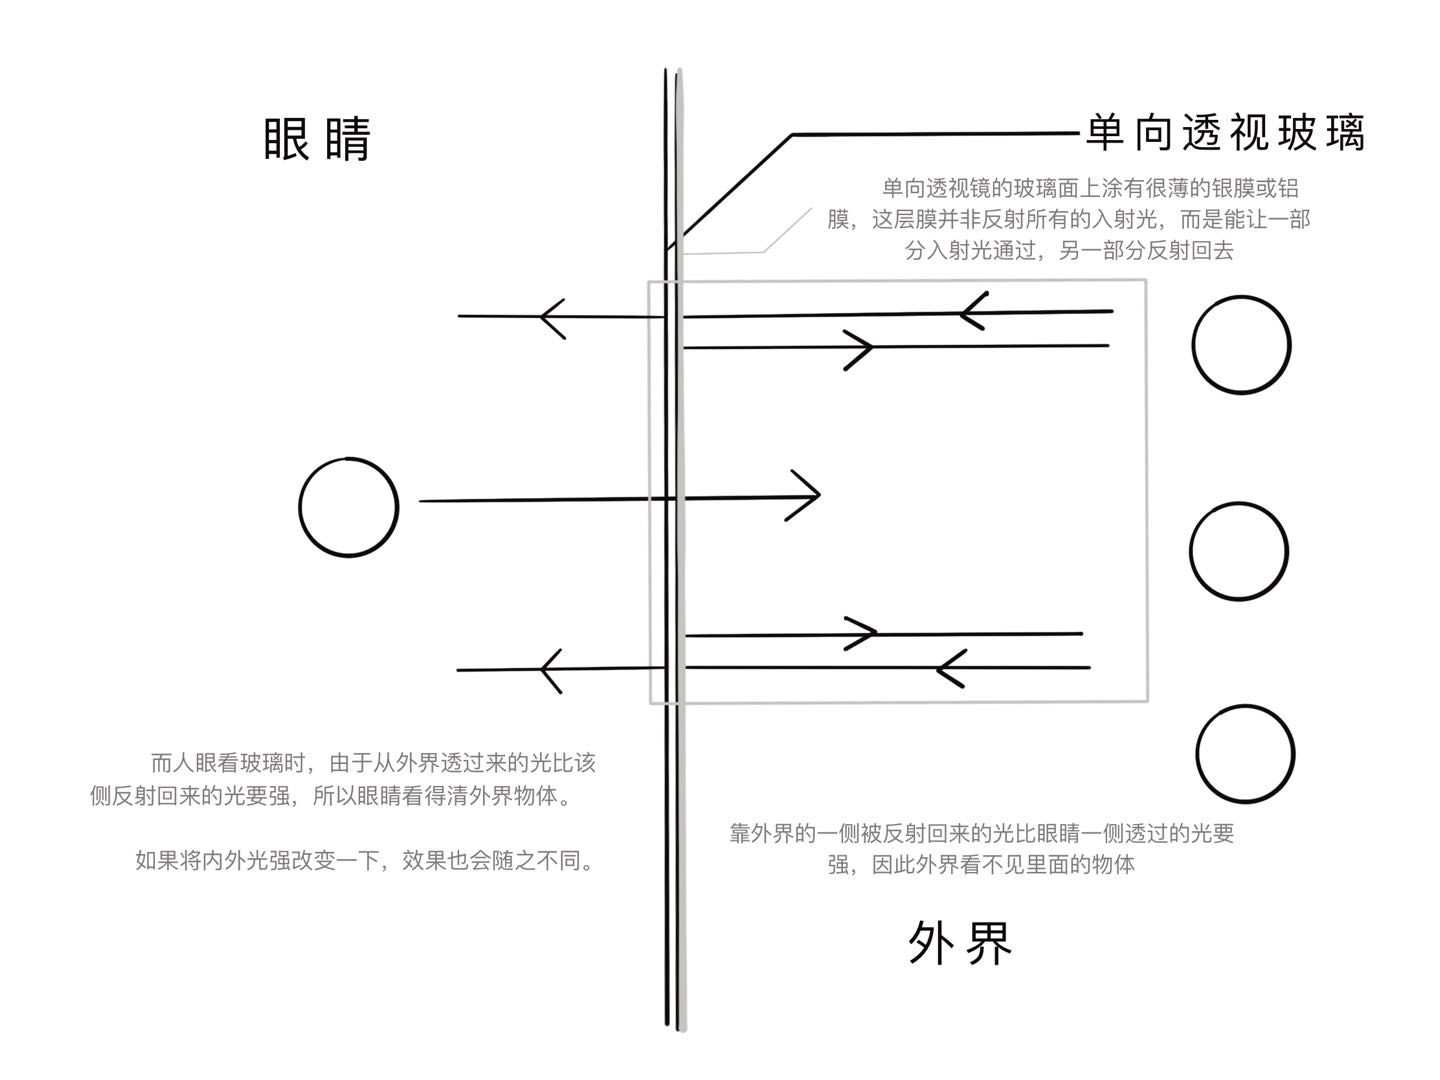 眼睛
单向透视玻璃
单向透视镜的玻璃面上涂有很薄的银膜或铝
膜，这层膜并非反射所有的入射光，而是能让一部
分入射光通过，另一部分反射回去
而人眼看玻璃时，由于从外界透过来的光比该
侧反射回来的光要强，所以眼睛看得清外界物体。
如果将内外光强改变一下，效果也会随之不同。
靠外界的一侧被反射回来的光比眼睛一侧透过的光要
强，因此外界看不见里面的物体
外界